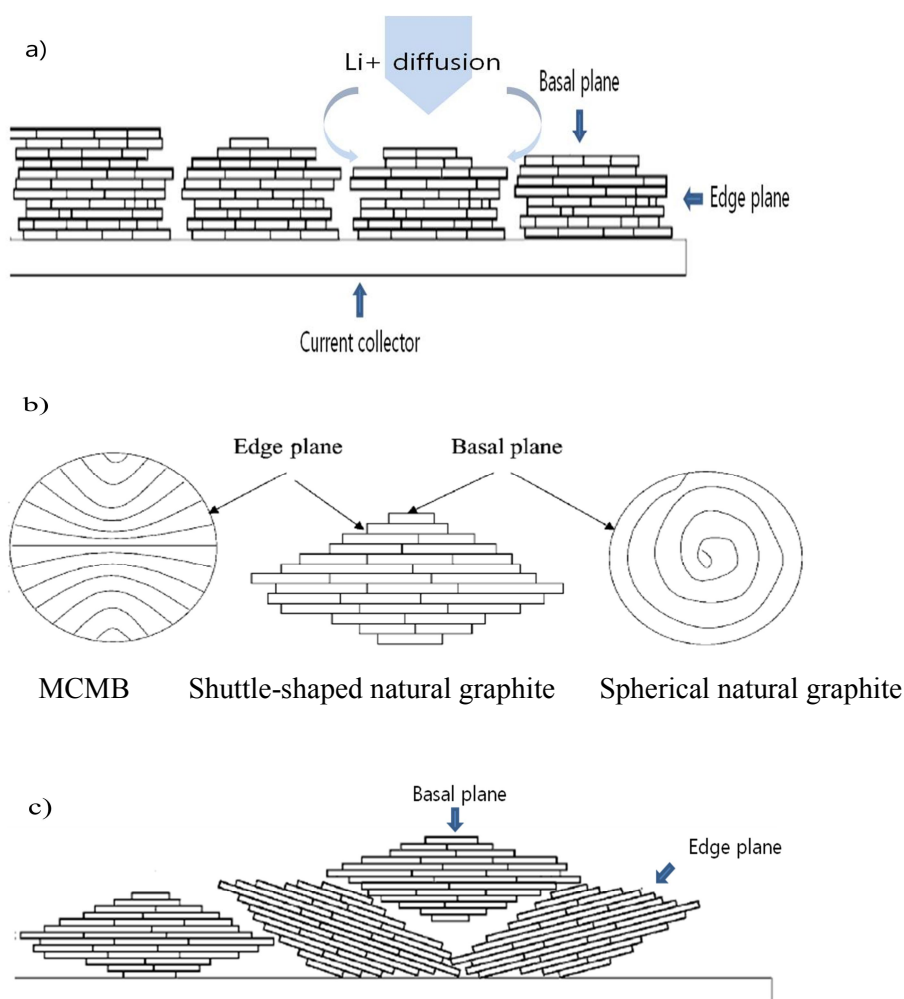 a)
Li+ diffusion
Basal plane
Edge plane
Current collector
b)
Edge plane Basal plane
MCMB Shuttle-shaped natural graphite Spherical natural graphite
c)
Basal plane
Edge plane